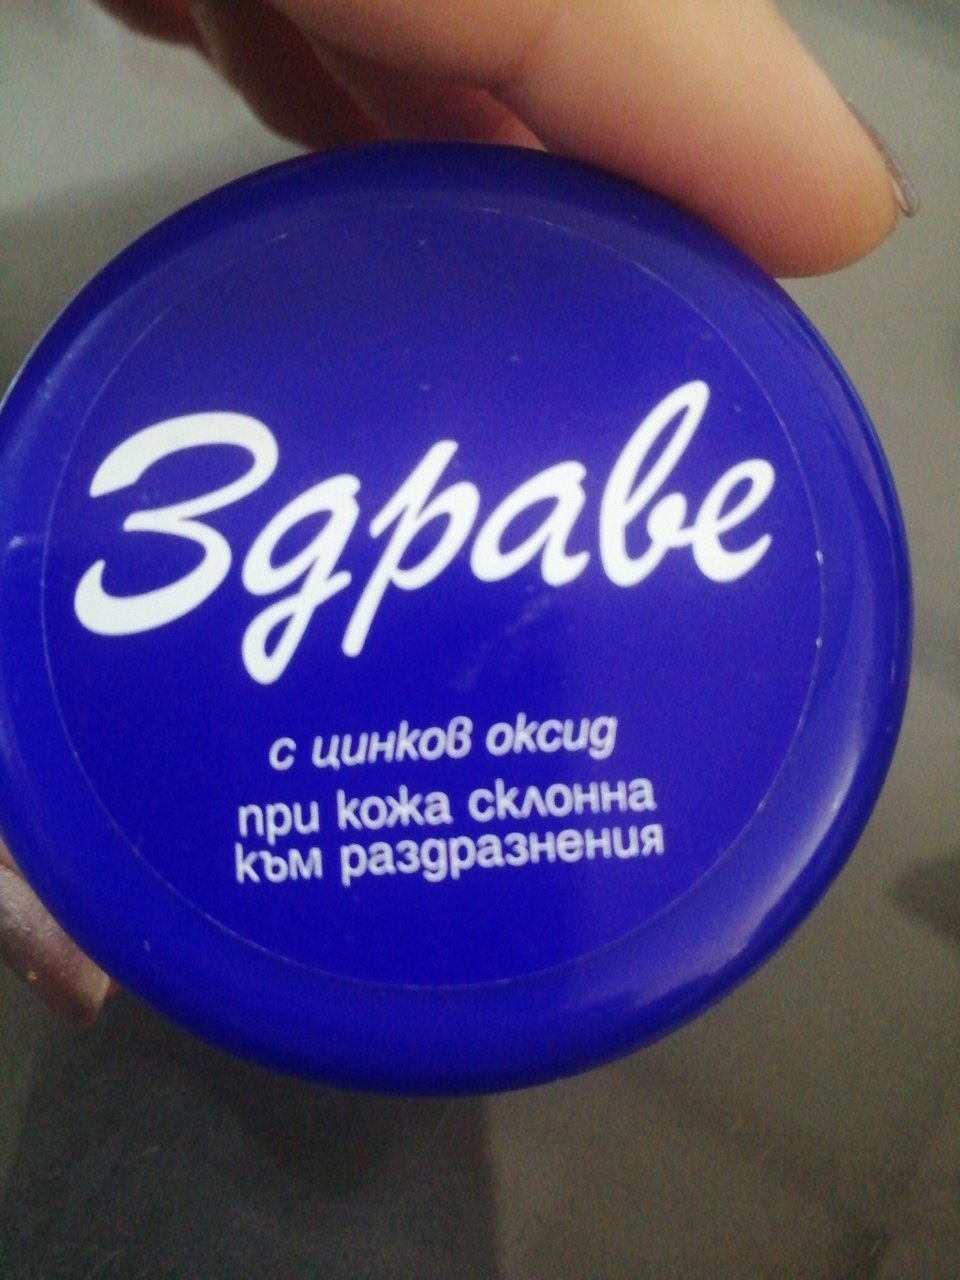 Здраве
с цинков оксид
при кожа склонна
към раздразнения